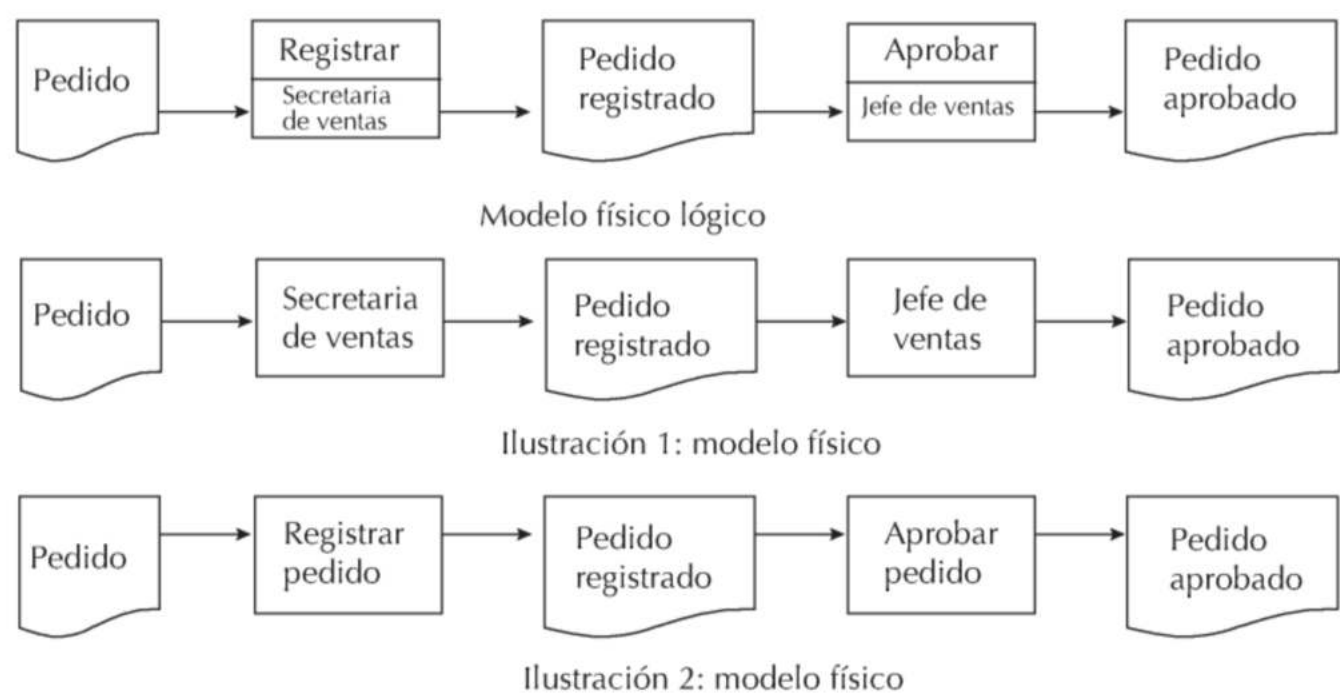 Pedido
Registrar
Secretaria
de ventas
Pedido
registrado
Aprobar
Jefe de ventas
Pedido
aprobado
Modelo físico lógico
Pedido
Secretaria
de ventas
Pedido
registrado
Jefe de
ventas
Pedido
aprobado
Ilustración 1: modelo físico
Pedido
Registrar
pedido
Pedido
registrado
Aprobar
pedido
Pedido
aprobado
Ilustración 2: modelo físico